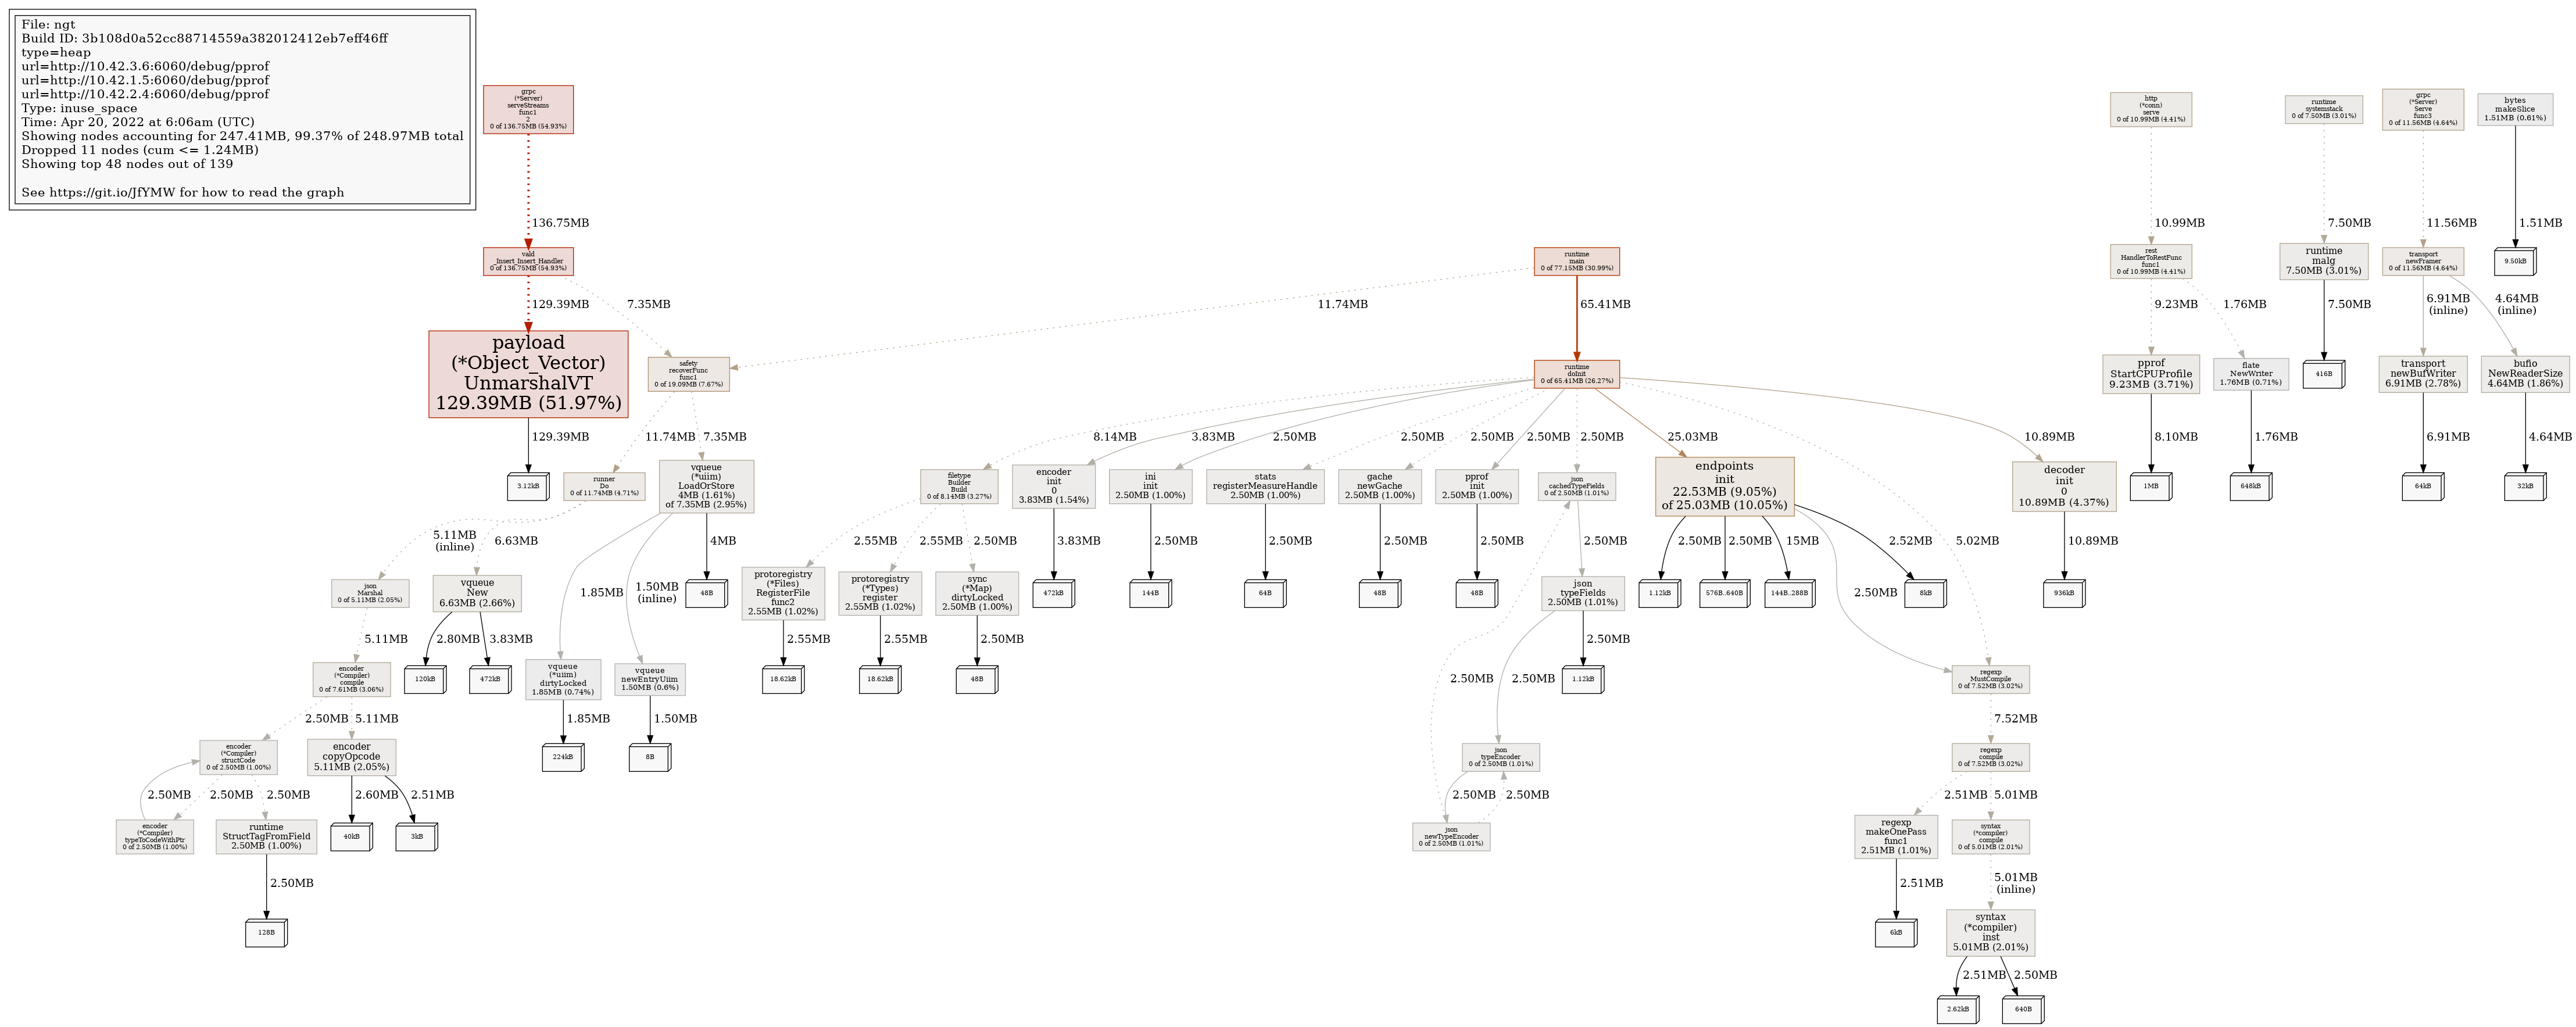 File: ngt
Build ID: 3b108d0a52cc88714559a382012412eb7eff46ff
type=heap
url=http://10.42.3.6:6060/debug/pprof
url=http://10.42.1.5:6060/debug/pprof
url=http://10.42.2.4:6060/debug/pprof
Type: inuse_space
Time: Apr 20, 2022 at 6:06am (UTC)
Showing nodes accounting for 247.41MB, 99.37% of 248.97MB total
Dropped 11 nodes (cum <= 1.24MB)
Showing top 48 nodes out of 139
See https://git.io/JfYMW for how to read the graph
grpc
(*Server)
serveStreams
func1
2
0 of 136.75MB (54.93%)
http
(*conn)
serve
0 of 10.99MB (4.41%)
runtime
systemstack
0 of 7.50MB (3.01%)
grpc
(*Server)
Serve
func3
0 of 11.56MB (4.64%)
bytes
makeSlice
1.51MB (0.61%)
136.75MB
10.99MB
7.50MB
11.56MB
1.51MB
vald
_Insert_Insert_Handler
0 of 136.75MB (54.93%)
runtime
main
0 of 77.15MB (30.99%)
rest
HandlerToRestFunc
func1
0 of 10.99MB (4.41%)
runtime
malg
7.50MB (3.01%)
transport
newFramer
0 of 11.56MB (4.64%)
9.50kB
129.39MB
7.35MB
11.74MB
65.41MB
9.23MB
1.76MB
7.50MB
6.91MB
(inline)
4.64MB
(inline)
payload
(*Object_Vector)
UnmarshalVT
129.39MB (51.97%)
safety
recoverFunc
func1
0 of 19.09MB (7.67%)
runtime
doInit
0 of 65.41MB (26.27%)
pprof
StartCPUProfile
9.23MB (3.71%)
flate
NewWriter
1.76MB (0.71%)
416B
transport
newBufWriter
6.91MB (2.78%)
bufio
NewReaderSize
4.64MB (1.86%)
129.39MB
11.74MB
7.35MB
8.14MB
3.83MB
2.50MB
2.50MB
2.50MB
2.50MB
2.50MB
25.03MB
10.89MB
8.10MB
1.76MB
6.91MB
4.64MB
3.12kB
runner
Do
0 of 11.74MB (4.71%)
vqueue
(*uiim)
LoadOrStore
4MB (1.61%)
of 7.35MB (2.95%)
filetype
Builder
Build
0 of 8.14MB (3.27%)
encoder
init
0
3.83MB (1.54%)
ini
init
2.50MB (1.00%)
stats
registerMeasureHandle
2.50MB (1.00%)
gache
newGache
2.50MB (1.00%)
pprof
init
2.50MB (1.00%)
json
cachedTypeFields
0 of 2.50MB (1.01%)
endpoints
init
22.53MB (9.05%)
of 25.03MB (10.05%)
decoder
init
0
10.89MB (4.37%)
1MB
648kB
64kB
32kB
5.11MB
(inline)
6.63MB
1.85MB
1.50MB
(inline)
4MB
2.55MB
2.55MB
2.50MB
3.83MB
2.50MB
2.50MB
2.50MB
2.50MB
2.50MB
2.50MB
2.50MB
15MB
2.50MB
2.52MB
5.02MB
10.89MB
json
Marshal
0 of 5.11MB (2.05%)
vqueue
New
6.63MB (2.66%)
48B
protoregistry
(*Files)
RegisterFile
func2
2.55MB (1.02%)
protoregistry
(*Types)
register
2.55MB (1.02%)
sync
(*Map)
dirtyLocked
2.50MB (1.00%)
472kB
144B
64B
48B
48B
json
typeFields
2.50MB (1.01%)
1.12kB
576B..640B
144B..288B
8kB
936kB
5.11MB
2.80MB
3.83MB
2.55MB
2.55MB
2.50MB
2.50MB
2.50MB
2.50MB
encoder
(*Compiler)
compile
0 of 7.61MB (3.06%)
120kB
472kB
vqueue
(*uiim)
dirtyLocked
1.85MB (0.74%)
vqueue
newEntryUiim
1.50MB (0.6%)
18.62kB
18.62kB
48B
1.12kB
regexp
MustCompile
0 of 7.52MB (3.02%)
2.50MB
5.11MB
1.85MB
1.50MB
7.52MB
encoder
(*Compiler)
structCode
0 of 2.50MB (1.00%)
encoder
copyOpcode
5.11MB (2.05%)
224kB
8B
json
typeEncoder
0 of 2.50MB (1.01%)
regexp
compile
0 of 7.52MB (3.02%)
2.50MB
2.50MB
2.50MB
2.60MB
2.51MB
2.50MB
2.50MB
2.51MB
5.01MB
encoder
(*Compiler)
typeToCodeWithPtr
0 of 2.50MB (1.00%)
runtime
StructTagFromField
2.50MB (1.00%)
40kB
3kB
json
newTypeEncoder
0 of 2.50MB (1.01%)
regexp
makeOnePass
func1
2.51MB (1.01%)
syntax
(*compiler)
compile
0 of 5.01MB (2.01%)
2.50MB
2.51MB
5.01MB
(inline)
128B
6kB
syntax
(*compiler)
inst
5.01MB (2.01%)
2.51MB
2.50MB
2.62kB
640B